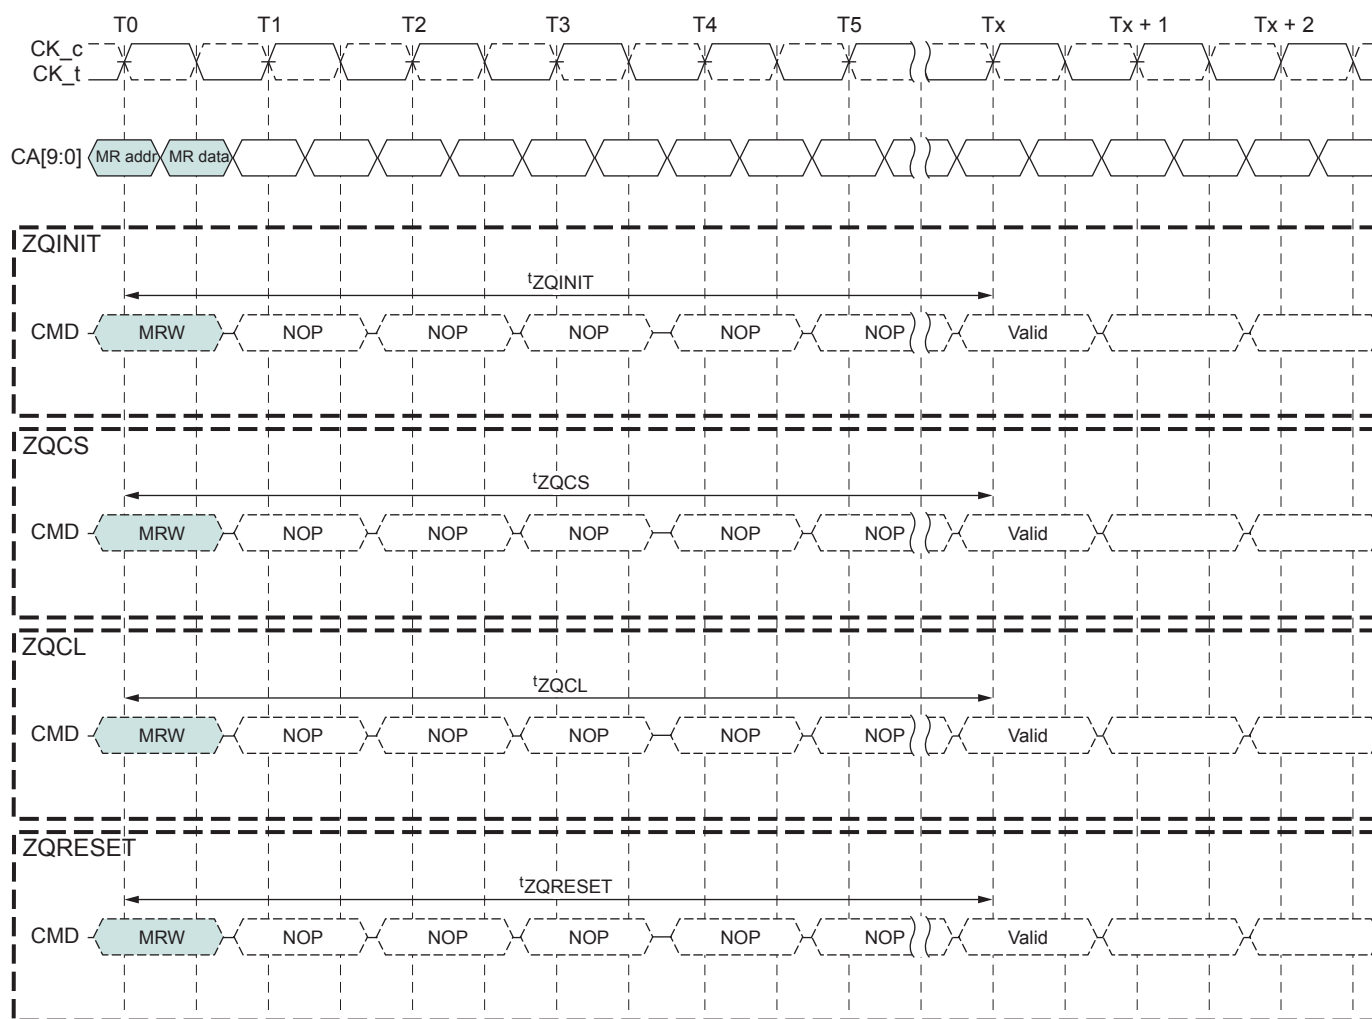 T0 T1 T2 T3 T4 T5 Tx Tx + 1 Tx + 2
CK_c
CK_t
CA[9:0] MR addr MR data
ZQINIT
tZQINIT
CMD MRW NOP NOP NOP NOP NOP Valid
ZQCS
tZQCS
CMD MRW NOP NOP NOP NOP NOP Valid
ZQCL
tZQCL
CMD MRW NOP NOP NOP NOP NOP Valid
ZQRESET
tZQRESET
CMD MRW NOP NOP NOP NOP NOP Valid